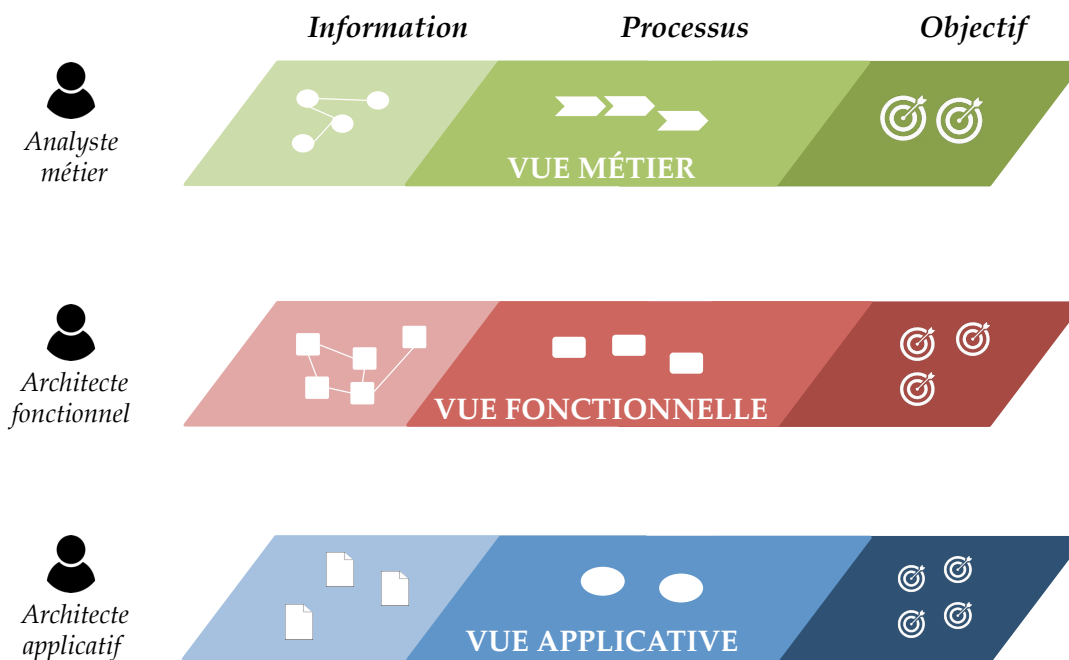 Information Processus Objectif
Analyste
métier
VUE MÉTIER
Architecte
fonctionnel
VUE FONCTIONNELLE
Architecte
applicatif
VUE APPLICATIVE